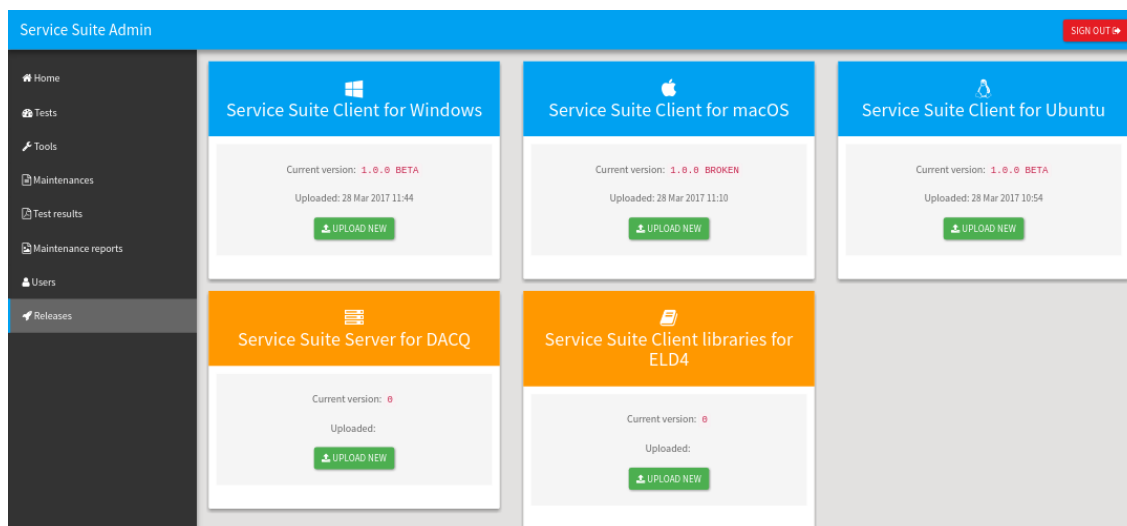 Service Suite Admin
SIGN OUT
Home
Tests
Tools
Maintenances
Test results
Maintenance reports
Users
Releases
Service Suite Client for Windows
Current version: 1.0.0 BETA
Uploaded: 28 Mar 2017 11:44
UPLOAD NEW
Service Suite Client for macOS
Current version: 1.0.0 BROKEN
Uploaded: 28 Mar 2017 11:10
UPLOAD NEW
Service Suite Client for Ubuntu
Current version: 1.0.0 BETA
Uploaded: 28 Mar 2017 10:54
UPLOAD NEW
Service Suite Server for DACQ
Current version: 0
Uploaded:
UPLOAD NEW
Service Suite Client libraries for
ELD4
Current version: 0
Uploaded:
UPLOAD NEW